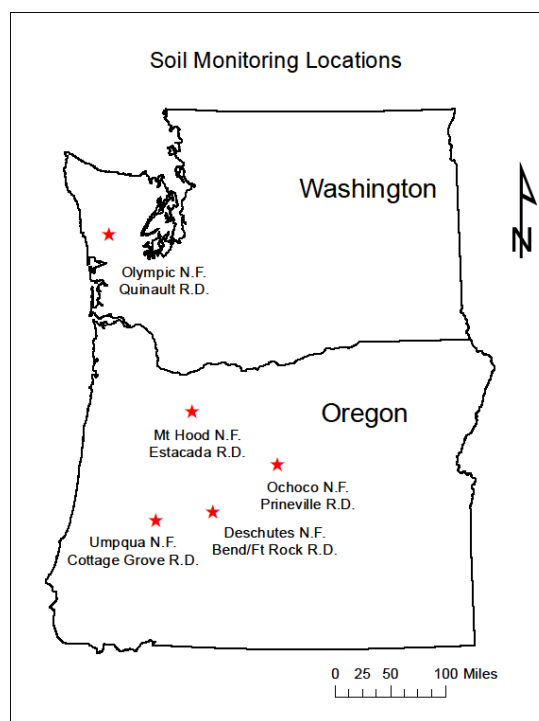 Soil Monitoring Locations
Washington
N
Olympic N.F.
Quinault R.D.
Oregon
Mt Hood N.F.
Estacada R.D.
Ochoco N.F.
Prineville R.D.
Deschutes N.F.
Bend/Ft Rock R.D.
Umpqua N.F.
Cottage Grove R.D.
0 25 50 100 Miles